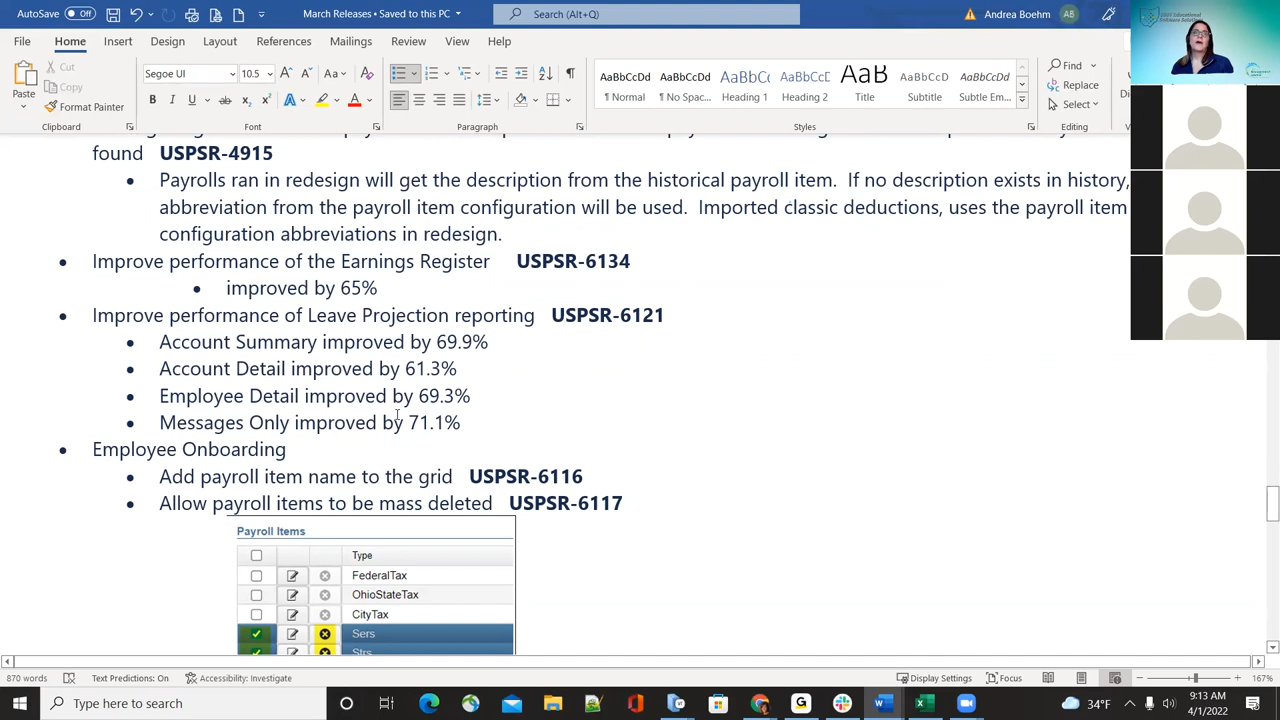 AutoSave Off March Releases • Saved to this PC Search (Alt+Q) Andrea Boehm AB
File Home Insert Draw Design Layout References Mailings Review View Help
Paste Cut Copy Format Painter Clipboard
Segoe UI 10.5 Font
Paragraph
AaBbCcDd AaBbCcDd AaBbCc AaBbCcD AaB AaBbCcD AaBbCcDd
¶ Normal ¶ No Spac... Heading 1 Heading 2 Title Subtitle Subtle Em...
Styles
Find Replace Select Editing
found USPSR-4915
• Payrolls ran in redesign will get the description from the historical payroll item. If no description exists in history,
abbreviation from the payroll item configuration will be used. Imported classic deductions, uses the payroll item
configuration abbreviations in redesign.
• Improve performance of the Earnings Register USPSR-6134
• improved by 65%
• Improve performance of Leave Projection reporting USPSR-6121
• Account Summary improved by 69.9%
• Account Detail improved by 61.3%
• Employee Detail improved by 69.3%
• Messages Only improved by 71.1%
• Employee Onboarding
• Add payroll item name to the grid USPSR-6116
• Allow payroll items to be mass deleted USPSR-6117
Payroll Items
Type
FederalTax
OhioStateTax
CityTax
Sers
Strs
870 words Text Predictions: On Accessibility: Investigate Display Settings Focus 167%
Type here to search 34°F 9:13 AM
4/1/2022